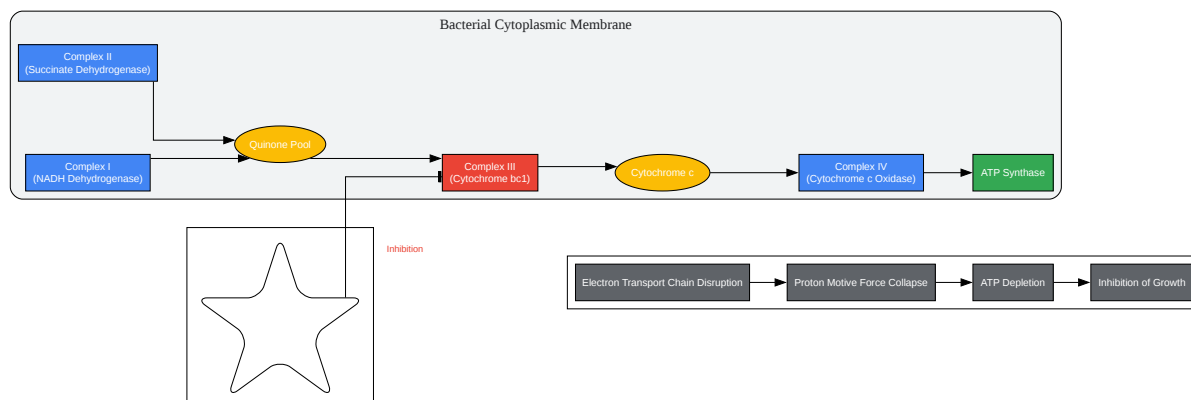 Bacterial Cytoplasmic Membrane
Complex II
(Succinate Dehydrogenase)
Quinone Pool
Complex I
(NADH Dehydrogenase)
Complex III
(Cytochrome bc1)
Cytochrome c
Complex IV
(Cytochrome c Oxidase)
ATP Synthase
Inhibition
Electron Transport Chain Disruption
Proton Motive Force Collapse
ATP Depletion
Inhibition of Growth